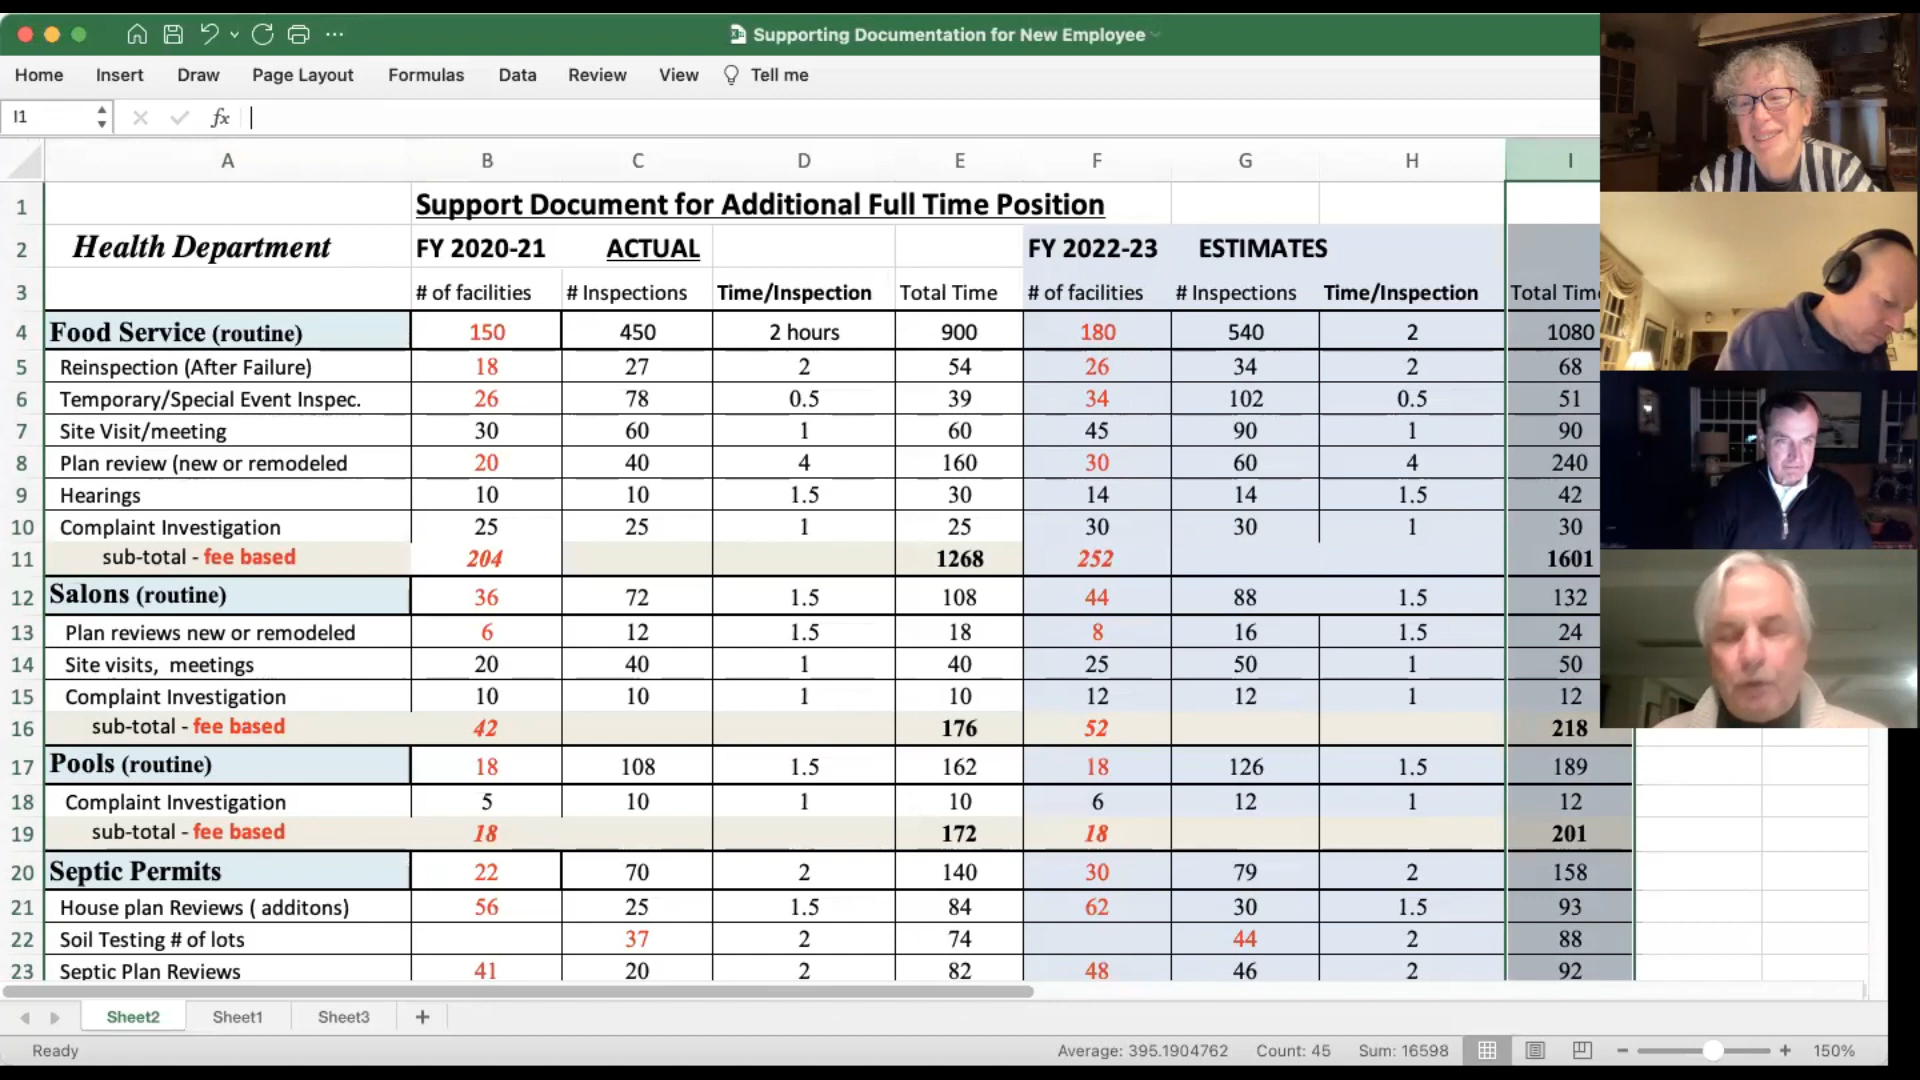 Supporting Documentation for New Employee
Home Insert Draw Page Layout Formulas Data Review View Tell me
I1 fx
A B C D E F G H I
1 Support Document for Additional Full Time Position
2 Health Department FY 2020-21 ACTUAL FY 2022-23 ESTIMATES
3 # of facilities # Inspections Time/Inspection Total Time # of facilities # Inspections Time/Inspection Total Time
4 Food Service (routine) 150 450 2 hours 900 180 540 2 1080
5 Reinspection (After Failure) 18 27 2 54 26 34 2 68
6 Temporary/Special Event Inspec. 26 78 0.5 39 34 102 0.5 51
7 Site Visit/meeting 30 60 1 60 45 90 1 90
8 Plan review (new or remodeled 20 40 4 160 30 60 4 240
9 Hearings 10 10 1.5 30 14 14 1.5 42
10 Complaint Investigation 25 25 1 25 30 30 1 30
11 sub-total - fee based 204 1268 252 1601
12 Salons (routine) 36 72 1.5 108 44 88 1.5 132
13 Plan reviews new or remodeled 6 12 1.5 18 8 16 1.5 24
14 Site visits, meetings 20 40 1 40 25 50 1 50
15 Complaint Investigation 10 10 1 10 12 12 1 12
16 sub-total - fee based 42 176 52 218
17 Pools (routine) 18 108 1.5 162 18 126 1.5 189
18 Complaint Investigation 5 10 1 10 6 12 1 12
19 sub-total - fee based 18 172 18 201
20 Septic Permits 22 70 2 140 30 79 2 158
21 House plan Reviews ( additons) 56 25 1.5 84 62 30 1.5 93
22 Soil Testing # of lots 37 2 74 44 2 88
23 Septic Plan Reviews 41 20 2 82 48 46 2 92
Sheet2 Sheet1 Sheet3 +
Ready Average: 395.1904762 Count: 45 Sum: 16598 150%